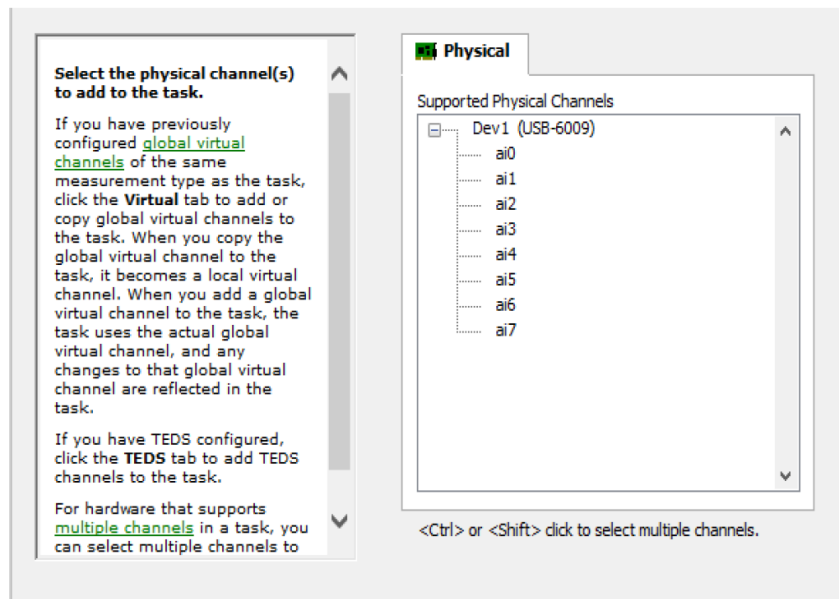 Select the physical channel(s)
to add to the task.
If you have previously
configured global virtual
channels of the same
measurement type as the task,
click the Virtual tab to add or
copy global virtual channels to
the task. When you copy the
global virtual channel to the
task, it becomes a local virtual
channel. When you add a global
virtual channel to the task, the
task uses the actual global
virtual channel, and any
changes to that global virtual
channel are reflected in the
task.
If you have TEDS configured,
click the TEDS tab to add TEDS
channels to the task.
For hardware that supports
multiple channels in a task, you
can select multiple channels to
Physical
Supported Physical Channels
Dev1 (USB-6009)
ai0
ai1
ai2
ai3
ai4
ai5
ai6
ai7
<Ctrl> or <Shift> click to select multiple channels.